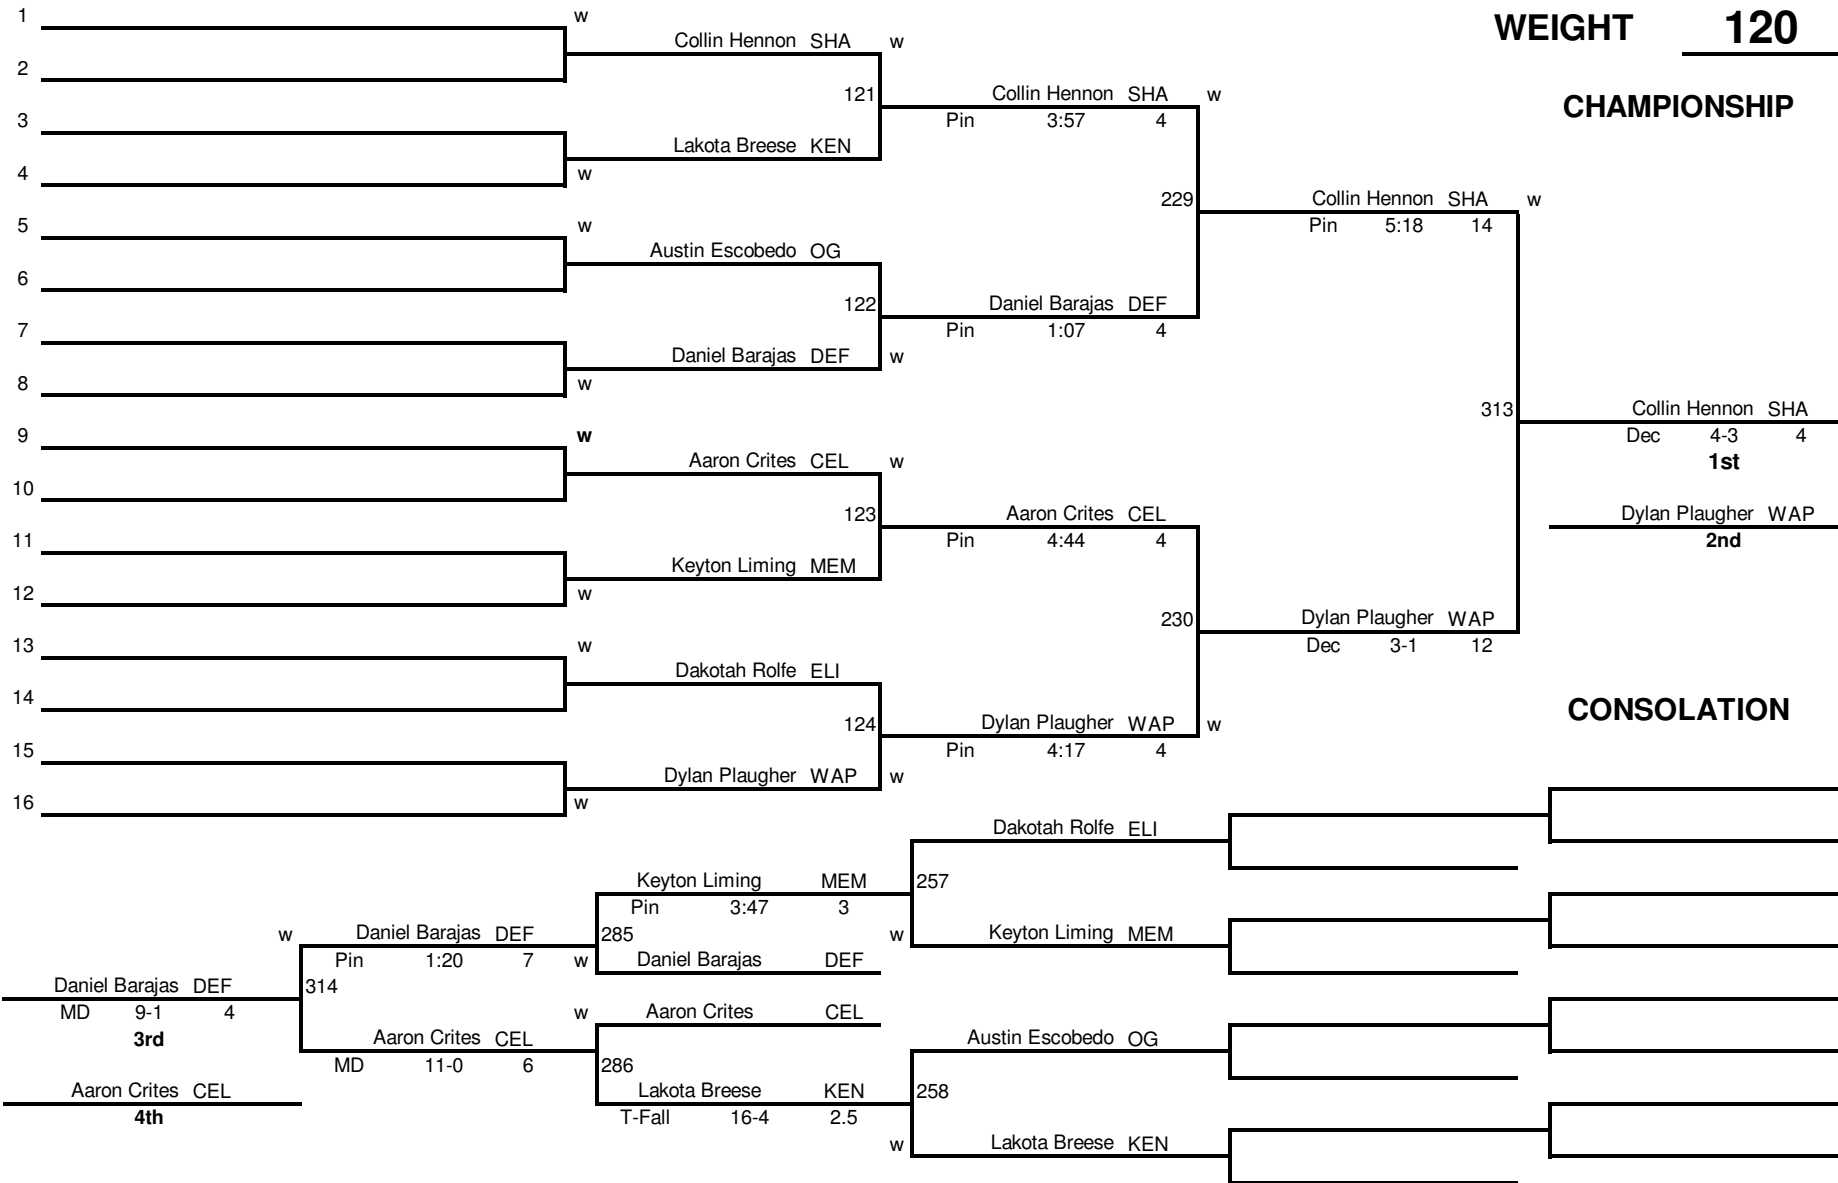 WEIGHT 120
CHAMPIONSHIP
1 w
Collin Hennon SHA w
2
121 Collin Hennon SHA w
Pin 3:57 4
3
Lakota Breese KEN
4 w
229 Collin Hennon SHA w
Pin 5:18 14
5 w
Austin Escobedo OG
6
122 Daniel Barajas DEF
Pin 1:07 4
7
Daniel Barajas DEF w
8 w
313 Collin Hennon SHA
Dec 4-3 4
1st
9 w
Aaron Crites CEL w
10
123 Aaron Crites CEL
Pin 4:44 4
Dylan Plaugher WAP
2nd
11
Keyton Liming MEM
12 w
230 Dylan Plaugher WAP
Dec 3-1 12
13 w
Dakotah Rolfe ELI
14
124 Dylan Plaugher WAP w
Pin 4:17 4
15
Dylan Plaugher WAP w
16 w
CONSOLATION
Dakotah Rolfe ELI
Keyton Liming MEM 257
Pin 3:47 3
w Daniel Barajas DEF 285 w Keyton Liming MEM
Pin 1:20 7 w Daniel Barajas DEF
Daniel Barajas DEF 314
MD 9-1 4 w Aaron Crites CEL
3rd
Aaron Crites CEL Austin Escobedo OG
MD 11-0 6 286
Aaron Crites CEL Lakota Breese KEN 258
4th T-Fall 16-4 2.5
w Lakota Breese KEN